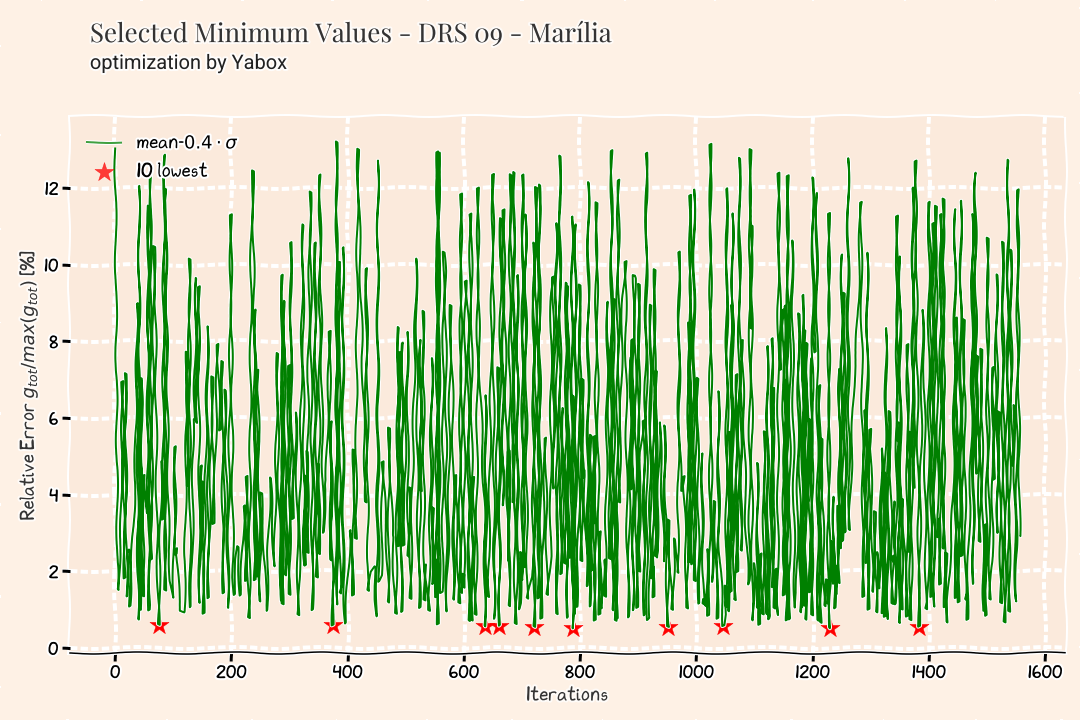 Selected Minimum Values - DRS 09 - Marília
optimization by Yabox
mean-0.4 · σ
10 lowest
Relative Error g_tot/max(g_tot) [%]
12
10
8
6
4
2
0
0 200 400 600 800 1000 1200 1400 1600
Iterations